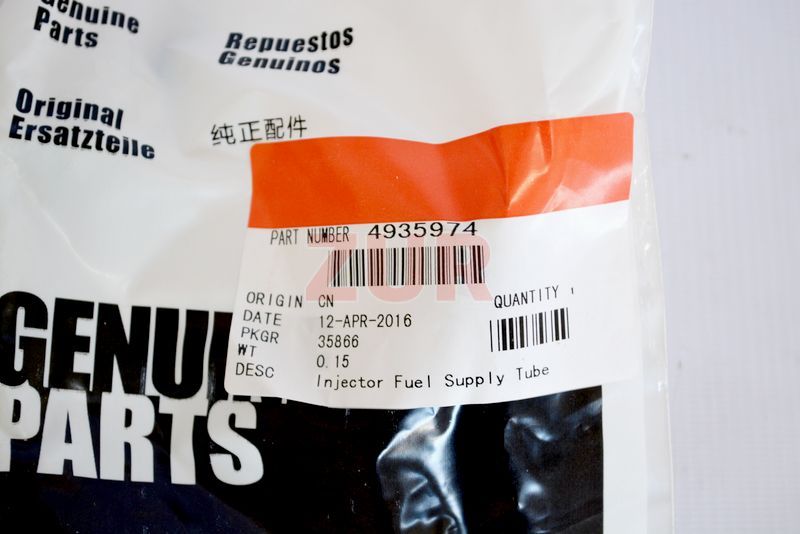 Genuine
Parts
Repuestos
Genuinos
Original
Ersatzteile
纯正配件
PART NUMBER 4935974
ZUR
ORIGIN CN
QUANTITY 1
DATE 12-APR-2016
PKGR 35866
WT 0.15
DESC Injector Fuel Supply Tube
GENUINE
PARTS